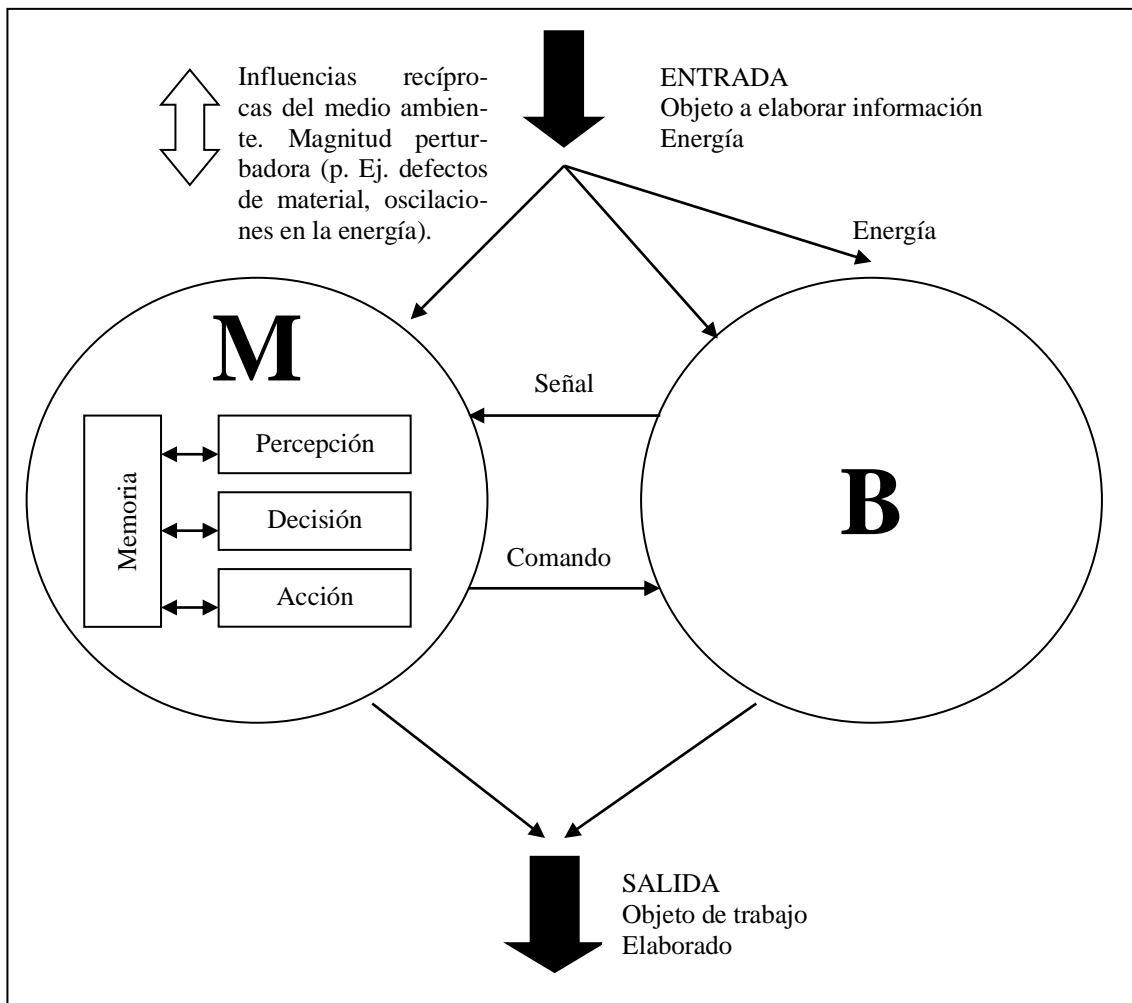 Influencias recípro-
cas del medio ambien-
te. Magnitud pertur-
badora (p. Ej. defectos
de material, oscilacio-
nes en la energía).
ENTRADA
Objeto a elaborar información
Energía
Energía
M
Señal
Percepción
Memoria
Decisión
B
Comando
Acción
SALIDA
Objeto de trabajo
Elaborado